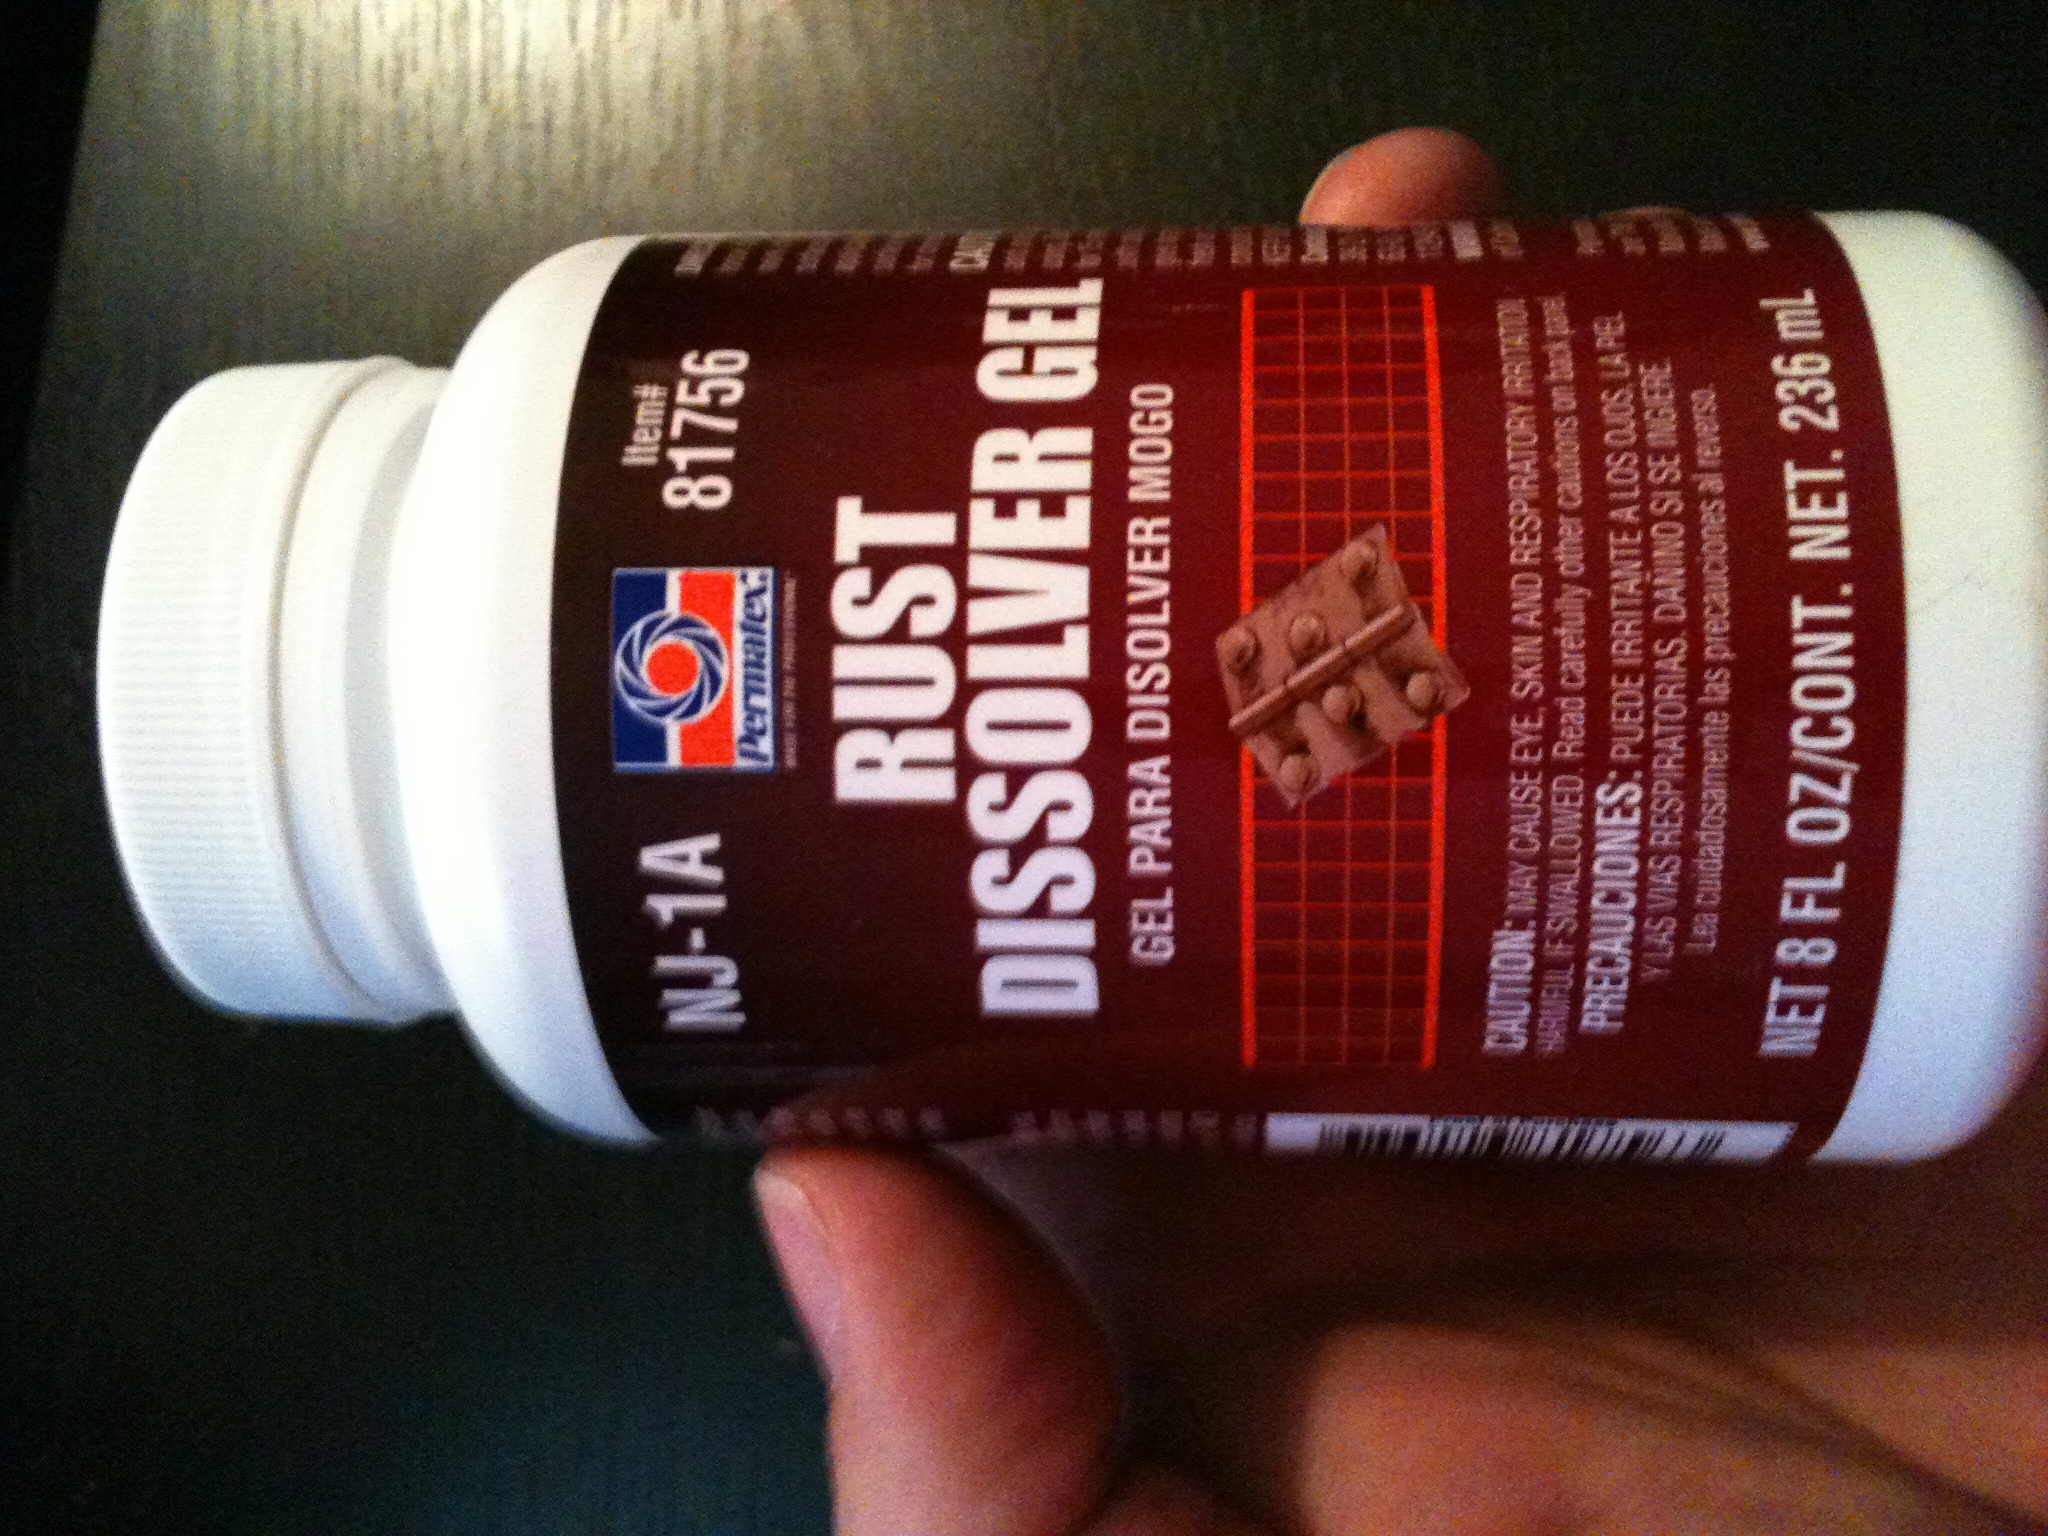 NJ-1A
Permatex
Item#
81756
RUST
DISSOLVER GEL
GEL PARA DISOLVER MOGO
CAUTION: MAY CAUSE EYE, SKIN AND RESPIRATORY IRRITATION.
HARMFUL IF SWALLOWED. Read carefully other cautions on back panel.
PRECAUCIONES: PUEDE IRRITANTE A LOS OJOS, LA PIEL
Y LAS VIAS RESPIRATORIAS. DAMINO SI SE INGIERE.
Lea cuidadosamente las precauciones al reverso.
NET 8 FL OZ/CONT. NET. 236 mL